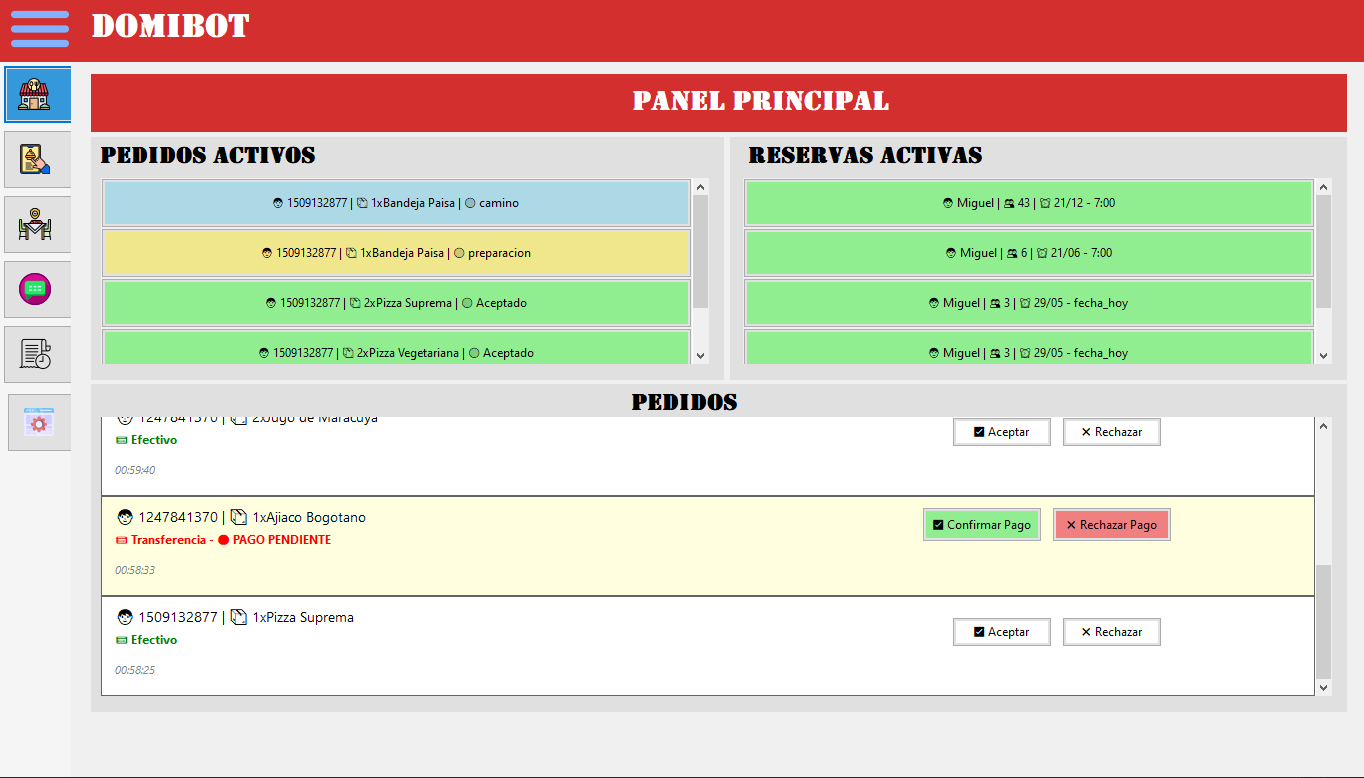 DOMIBOT
PANEL PRINCIPAL
PEDIDOS ACTIVOS
1509132877 | 1xBandeja Paisa | camino
1509132877 | 1xBandeja Paisa | preparacion
1509132877 | 2xPizza Suprema | Aceptado
1509132877 | 2xPizza Vegetariana | Aceptado
RESERVAS ACTIVAS
Miguel | 43 | 21/12 - 7:00
Miguel | 6 | 21/06 - 7:00
Miguel | 3 | 29/05 - fecha_hoy
Miguel | 3 | 29/05 - fecha_hoy
PEDIDOS
1247841370 | 2xJugo de Maracuya
Efectivo
00:59:40
Aceptar
Rechazar
1247841370 | 1xAjiaco Bogotano
Transferencia - PAGO PENDIENTE
00:58:33
Confirmar Pago
Rechazar Pago
1509132877 | 1xPizza Suprema
Efectivo
00:58:25
Aceptar
Rechazar